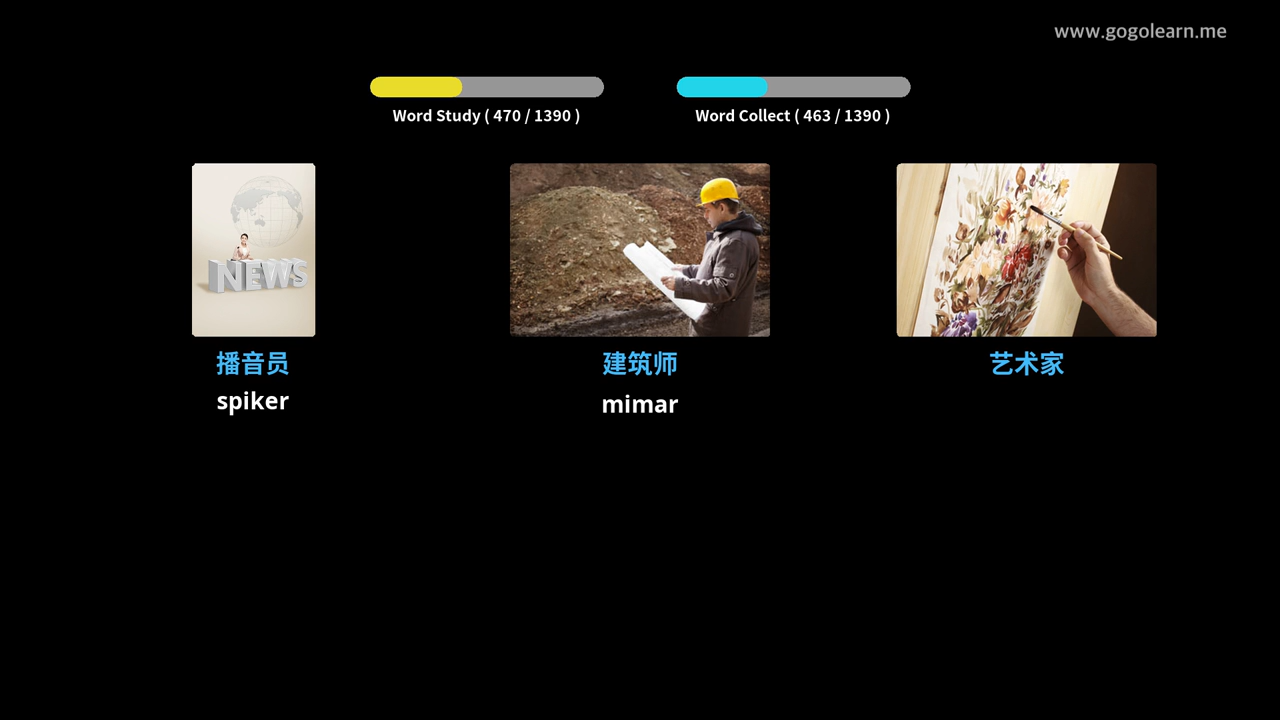 www.gogolearn.me
Word Study ( 470 / 1390 )
Word Collect ( 463 / 1390 )
NEWS
播音员
建筑师
艺术家
spiker
mimar